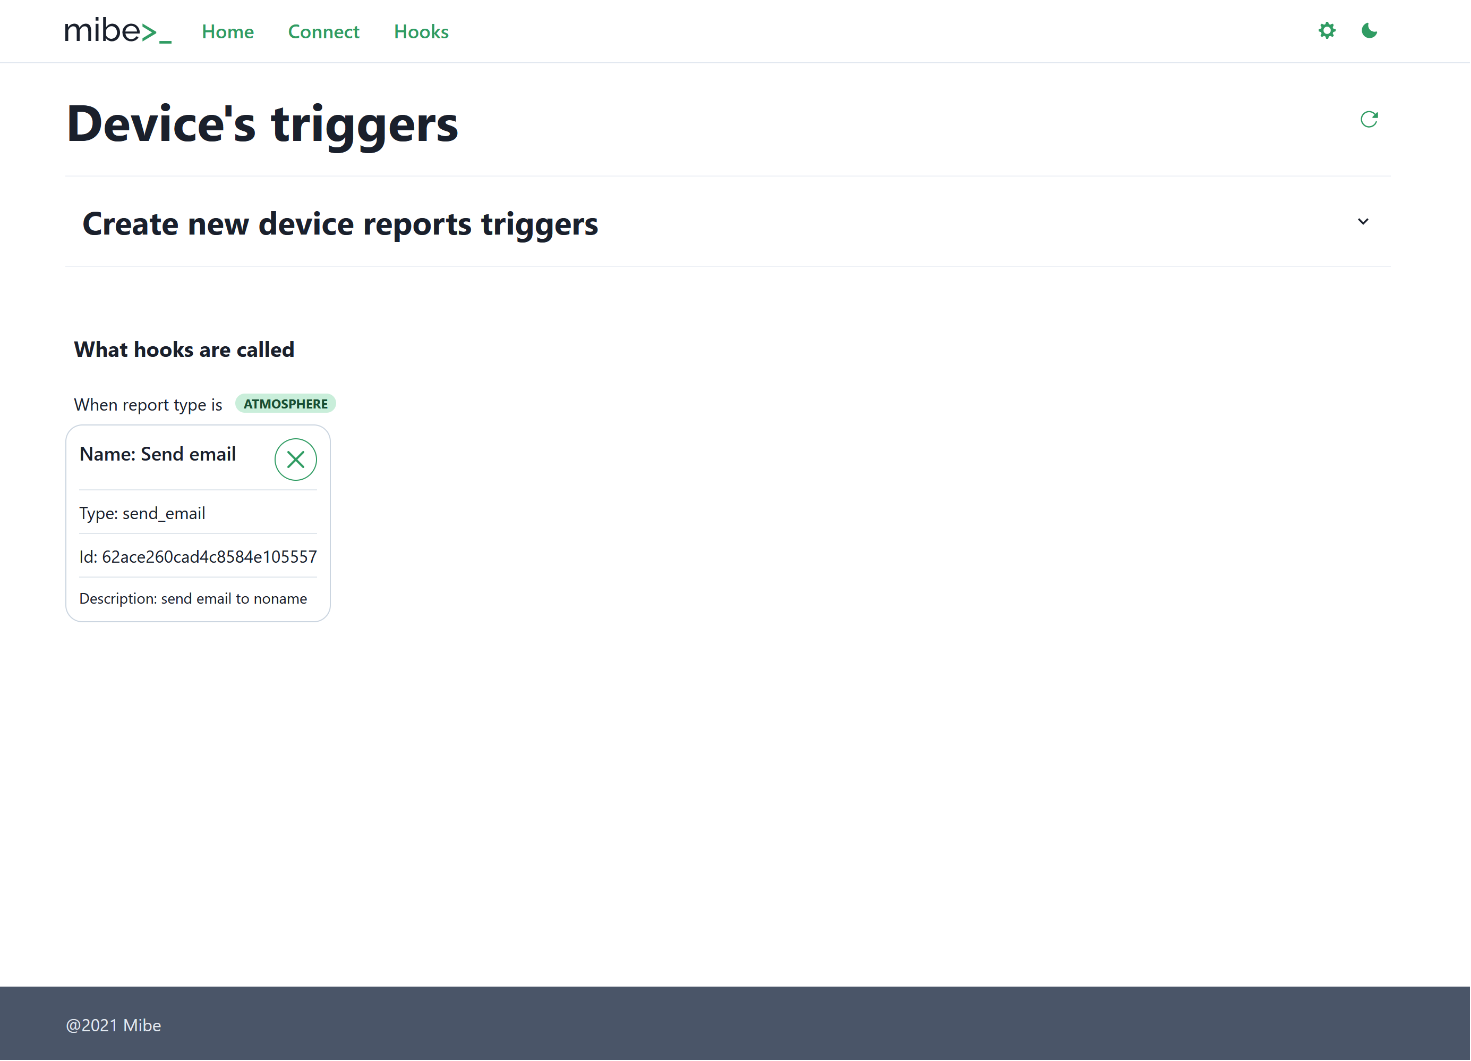 mibe>_ Home Connect Hooks
Device's triggers
Create new device reports triggers
What hooks are called
When report type is ATMOSPHERE
Name: Send email
Type: send_email
Id: 62ace260cad4c8584e105557
Description: send email to noname
@2021 Mibe